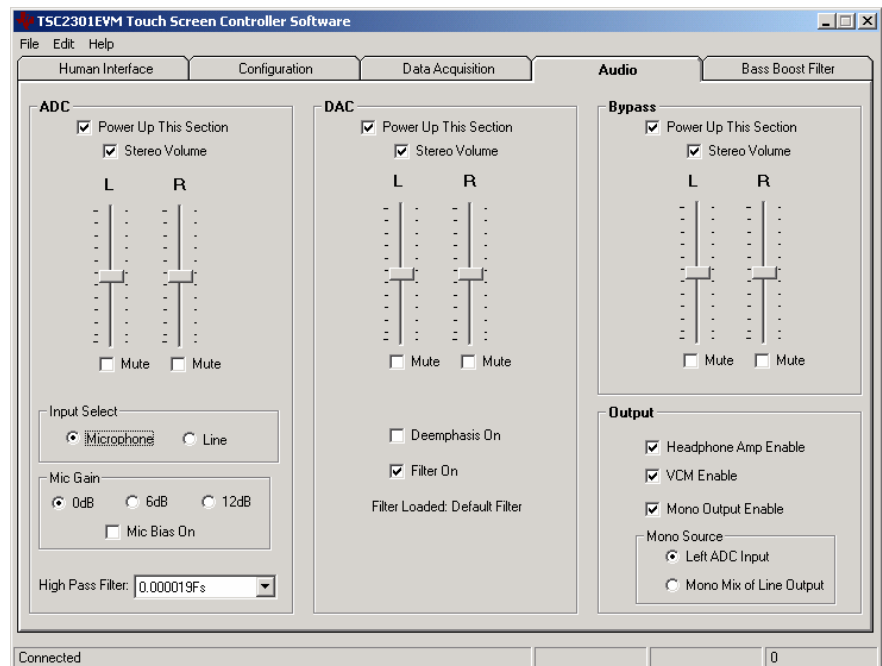 TSC2301EVM Touch Screen Controller Software
File Edit Help
Human Interface Configuration Data Acquisition Audio Bass Boost Filter
ADC
Power Up This Section
Stereo Volume
L R
Mute Mute
Input Select
Microphone Line
Mic Gain
0dB 6dB 12dB
Mic Bias On
High Pass Filter: 0.000019Fs
DAC
Power Up This Section
Stereo Volume
L R
Mute Mute
Deemphasis On
Filter On
Filter Loaded: Default Filter
Bypass
Power Up This Section
Stereo Volume
L R
Mute Mute
Output
Headphone Amp Enable
VCM Enable
Mono Output Enable
Mono Source
Left ADC Input
Mono Mix of Line Output
Connected 0